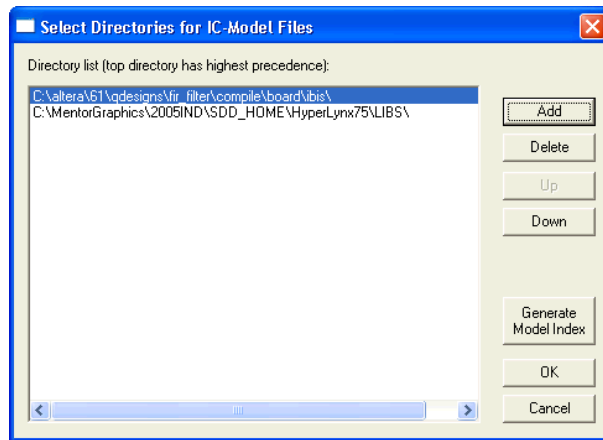 Select Directories for IC-Model Files
Directory list (top directory has highest precedence):
C:\altera\61\qdesigns\fir_filter\compile\board\ibis\
C:\MentorGraphics\2005IND\SDD_HOME\HyperLynx75\LIBS\
Add
Delete
Up
Down
Generate
Model Index
OK
Cancel